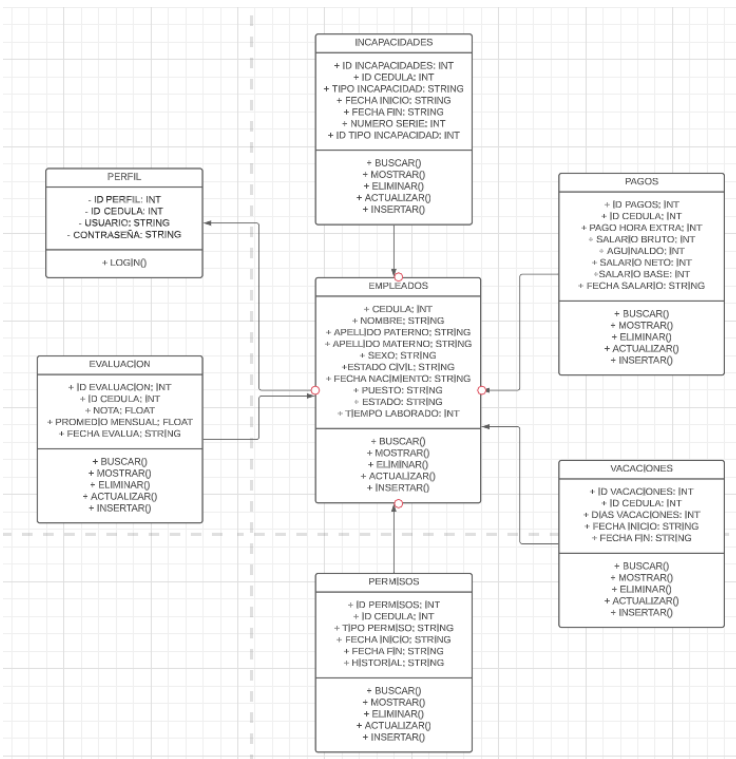 INCAPACIDADES
+ ID INCAPACIDADES: INT
+ ID CEDULA: INT
+ TIPO INCAPACIDAD: STRING
+ FECHA INICIO: STRING
+ FECHA FIN: STRING
+ NUMERO SERIE: INT
+ ID TIPO INCAPACIDAD: INT
+ BUSCAR()
+ MOSTRAR()
+ ELIMINAR()
+ ACTUALIZAR()
+ INSERTAR()
PERFIL
- ID PERFIL: INT
- ID CEDULA: INT
- USUARIO: STRING
- CONTRASEÑA: STRING
+ LOGIN()
PAGOS
+ ID PAGOS: INT
+ ID CEDULA: INT
+ PAGO HORA EXTRA: INT
+ SALARIO BRUTO: INT
+ AGUINALDO: INT
+ SALARIO NETO: INT
+SALARIO BASE: INT
+ FECHA SALARIO: STRING
+ BUSCAR()
+ MOSTRAR()
+ ELIMINAR()
+ ACTUALIZAR()
+ INSERTAR()
EMPLEADOS
+ CEDULA: INT
+ NOMBRE: STRING
+ APELLIDO PATERNO: STRING
+ APELLIDO MATERNO: STRING
+ SEXO: STRING
+ESTADO CIVIL: STRING
+ FECHA NACIMIENTO: STRING
+ PUESTO: STRING
+ ESTADO: STRING
+ TIEMPO LABORADO: INT
+ BUSCAR()
+ MOSTRAR()
+ ELIMINAR()
+ ACTUALIZAR()
+ INSERTAR()
EVALUACION
+ ID EVALUACION: INT
+ ID CEDULA: INT
+ NOTA: FLOAT
+ PROMEDIO MENSUAL: FLOAT
+ FECHA EVALUA: STRING
+ BUSCAR()
+ MOSTRAR()
+ ELIMINAR()
+ ACTUALIZAR()
+ INSERTAR()
VACACIONES
+ ID VACACIONES: INT
+ ID CEDULA: INT
+ DIAS VACACIONES: INT
+ FECHA INICIO: STRING
+ FECHA FIN: STRING
+ BUSCAR()
+ MOSTRAR()
+ ELIMINAR()
+ ACTUALIZAR()
+ INSERTAR()
PERMISOS
+ ID PERMISOS: INT
+ ID CEDULA: INT
+ TIPO PERMISO: STRING
+ FECHA INICIO: STRING
+ FECHA FIN: STRING
+ HISTORIAL: STRING
+ BUSCAR()
+ MOSTRAR()
+ ELIMINAR()
+ ACTUALIZAR()
+ INSERTAR()